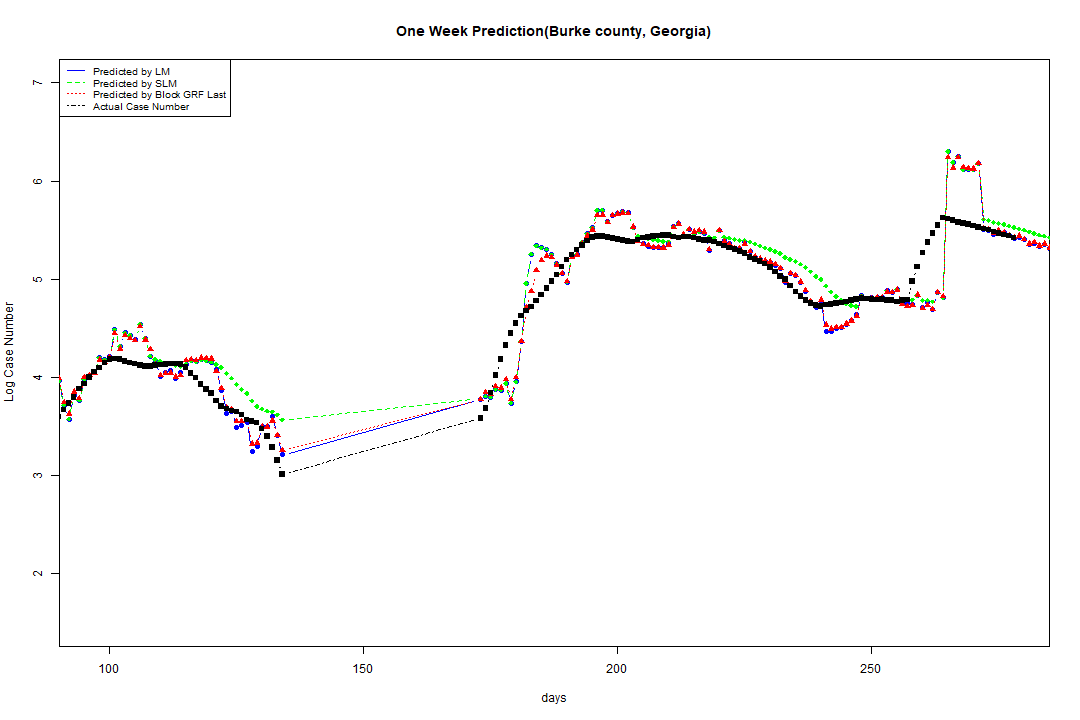 One Week Prediction(Burke county, Georgia)
Predicted by LM
Predicted by SLM
Predicted by Block GRF Last
Actual Case Number
7
6
5
4
3
2
Log Case Number
100
150
200
250
days